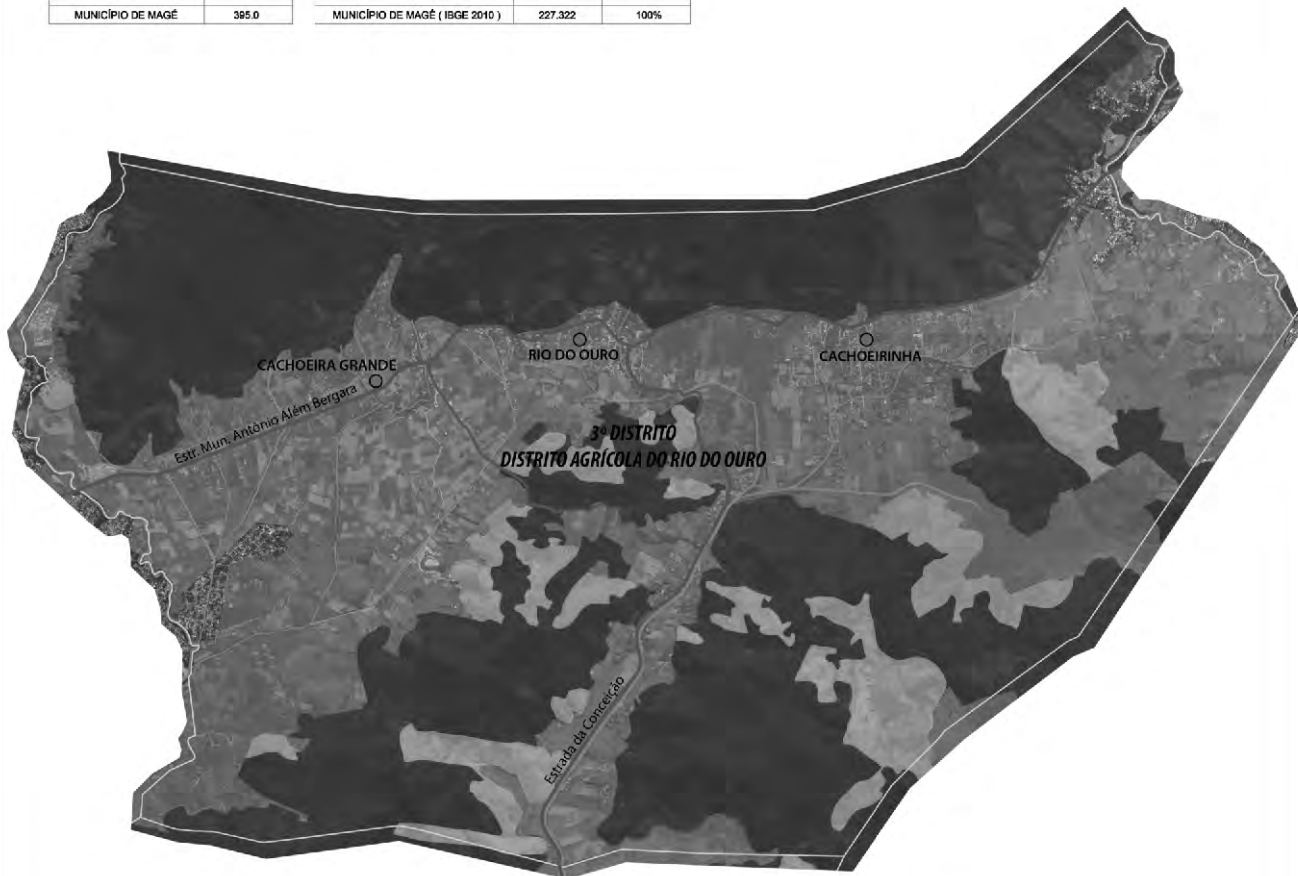 MUNICÍPIO DE MAGÉ 395.0 MUNICÍPIO DE MAGÉ ( IBGE 2010 ) 227.322 100%
RIO DO OURO
CACHOEIRINHA
CACHOEIRA GRANDE
Estr. Mun. Antônio Além Bergara
3º DISTRITO
DISTRITO AGRÍCOLA DO RIO DO OURO
Estrada da Conceição